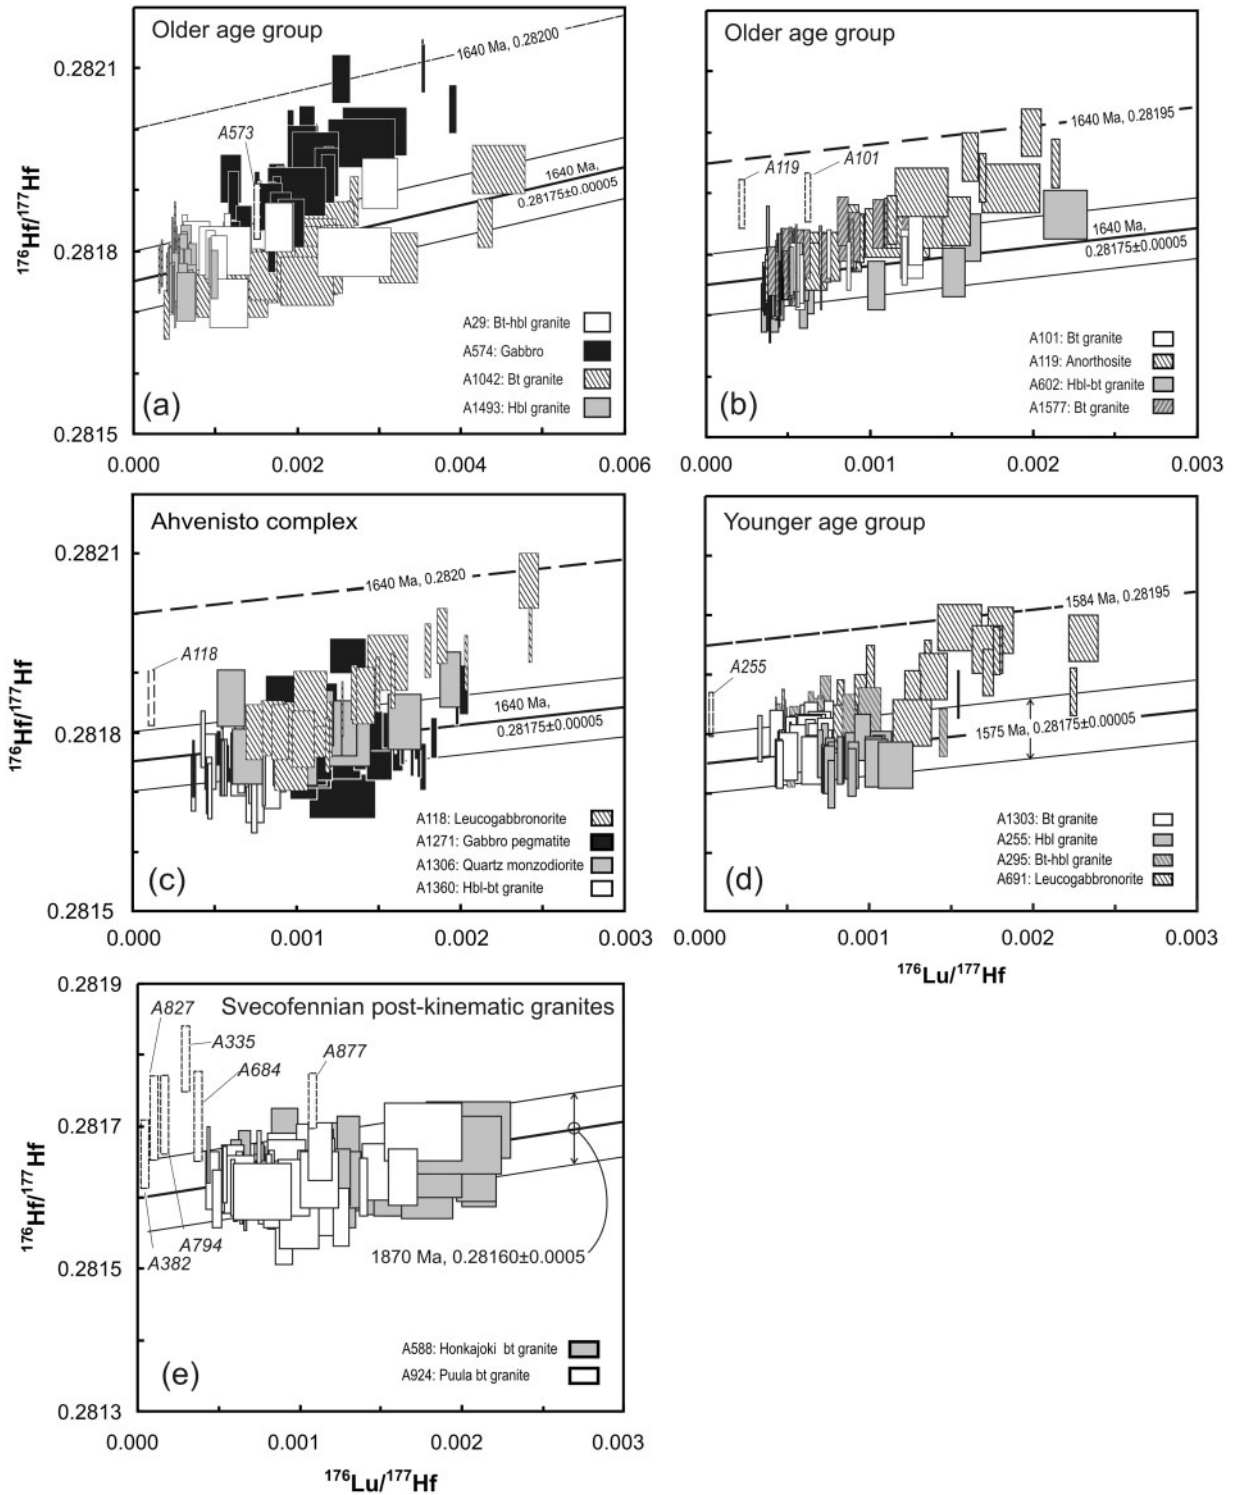 Older age group
1640 Ma, 0.28200
A573
1640 Ma,
0.28175±0.00005
A29: Bt-hbl granite
A574: Gabbro
A1042: Bt granite
A1493: Hbl granite
(a)
0.2821
0.2818
0.2815
176Hf/177Hf
0.000 0.002 0.004 0.006
Older age group
1640 Ma, 0.28195
A119
A101
1640 Ma,
0.28175±0.00005
A101: Bt granite
A119: Anorthosite
A602: Hbl-bt granite
A1577: Bt granite
(b)
0.000 0.001 0.002 0.003
Ahvenisto complex
1640 Ma, 0.2820
A118
1640 Ma,
0.28175±0.00005
A118: Leucogabbronorite
A1271: Gabbro pegmatite
A1306: Quartz monzodiorite
A1360: Hbl-bt granite
(c)
0.2821
0.2818
0.2815
176Hf/177Hf
0.000 0.001 0.002 0.003
Younger age group
1584 Ma, 0.28195
A255
1575 Ma, 0.28175±0.00005
A1303: Bt granite
A255: Hbl granite
A295: Bt-hbl granite
A691: Leucogabbronorite
(d)
0.000 0.001 0.002 0.003
176Lu/177Hf
Svecofennian post-kinematic granites
A827
A335
A877
A684
A794
A382
1870 Ma, 0.28160±0.0005
A588: Honkajoki bt granite
A924: Puula bt granite
(e)
0.2819
0.2817
0.2815
0.2813
176Hf/177Hf
0.000 0.001 0.002 0.003
176Lu/177Hf